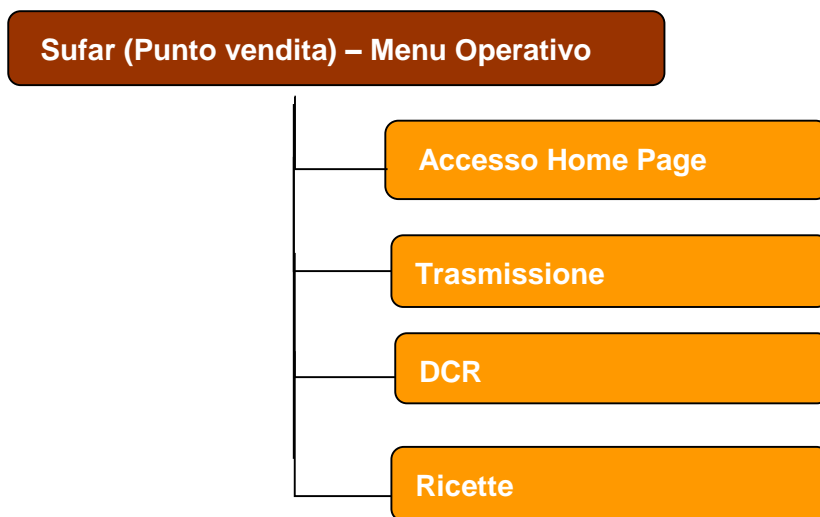 Sufar (Punto vendita) – Menu Operativo
Accesso Home Page
Trasmissione
DCR
Ricette